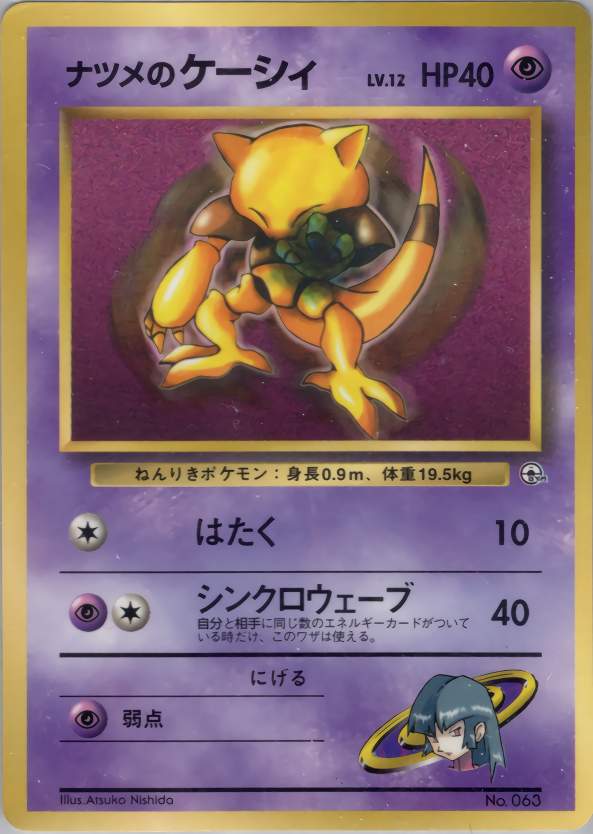 ナツメのケーシィ LV.12 HP40
ねんりきポケモン：身長0.9m、体重19.5kg
はたく 10
シンクロウェーブ 40
自分と相手に同じ数のエネルギーカードがついて
いる時だけ、このワザは使える。
にげる
弱点
Illus.Atsuko Nishida No. 063